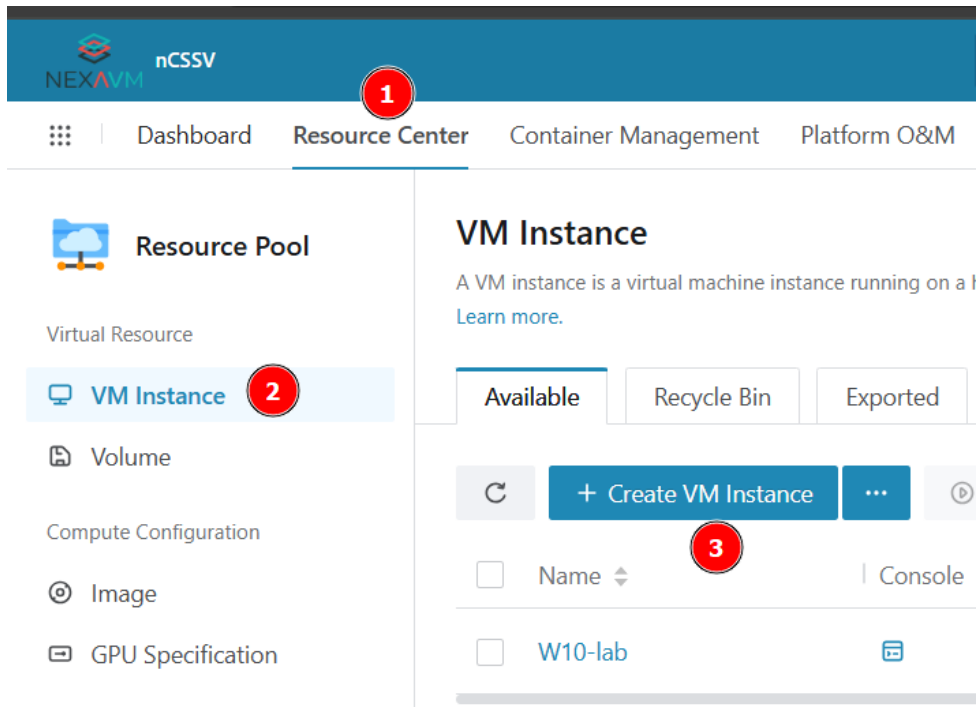 NEXAVM nCSSV
1
Dashboard Resource Center Container Management Platform O&M
Resource Pool
Virtual Resource
VM Instance 2
Volume
Compute Configuration
Image
GPU Specification
VM Instance
A VM instance is a virtual machine instance running on a
Learn more.
Available Recycle Bin Exported
+ Create VM Instance ...
3
Name Console
W10-lab